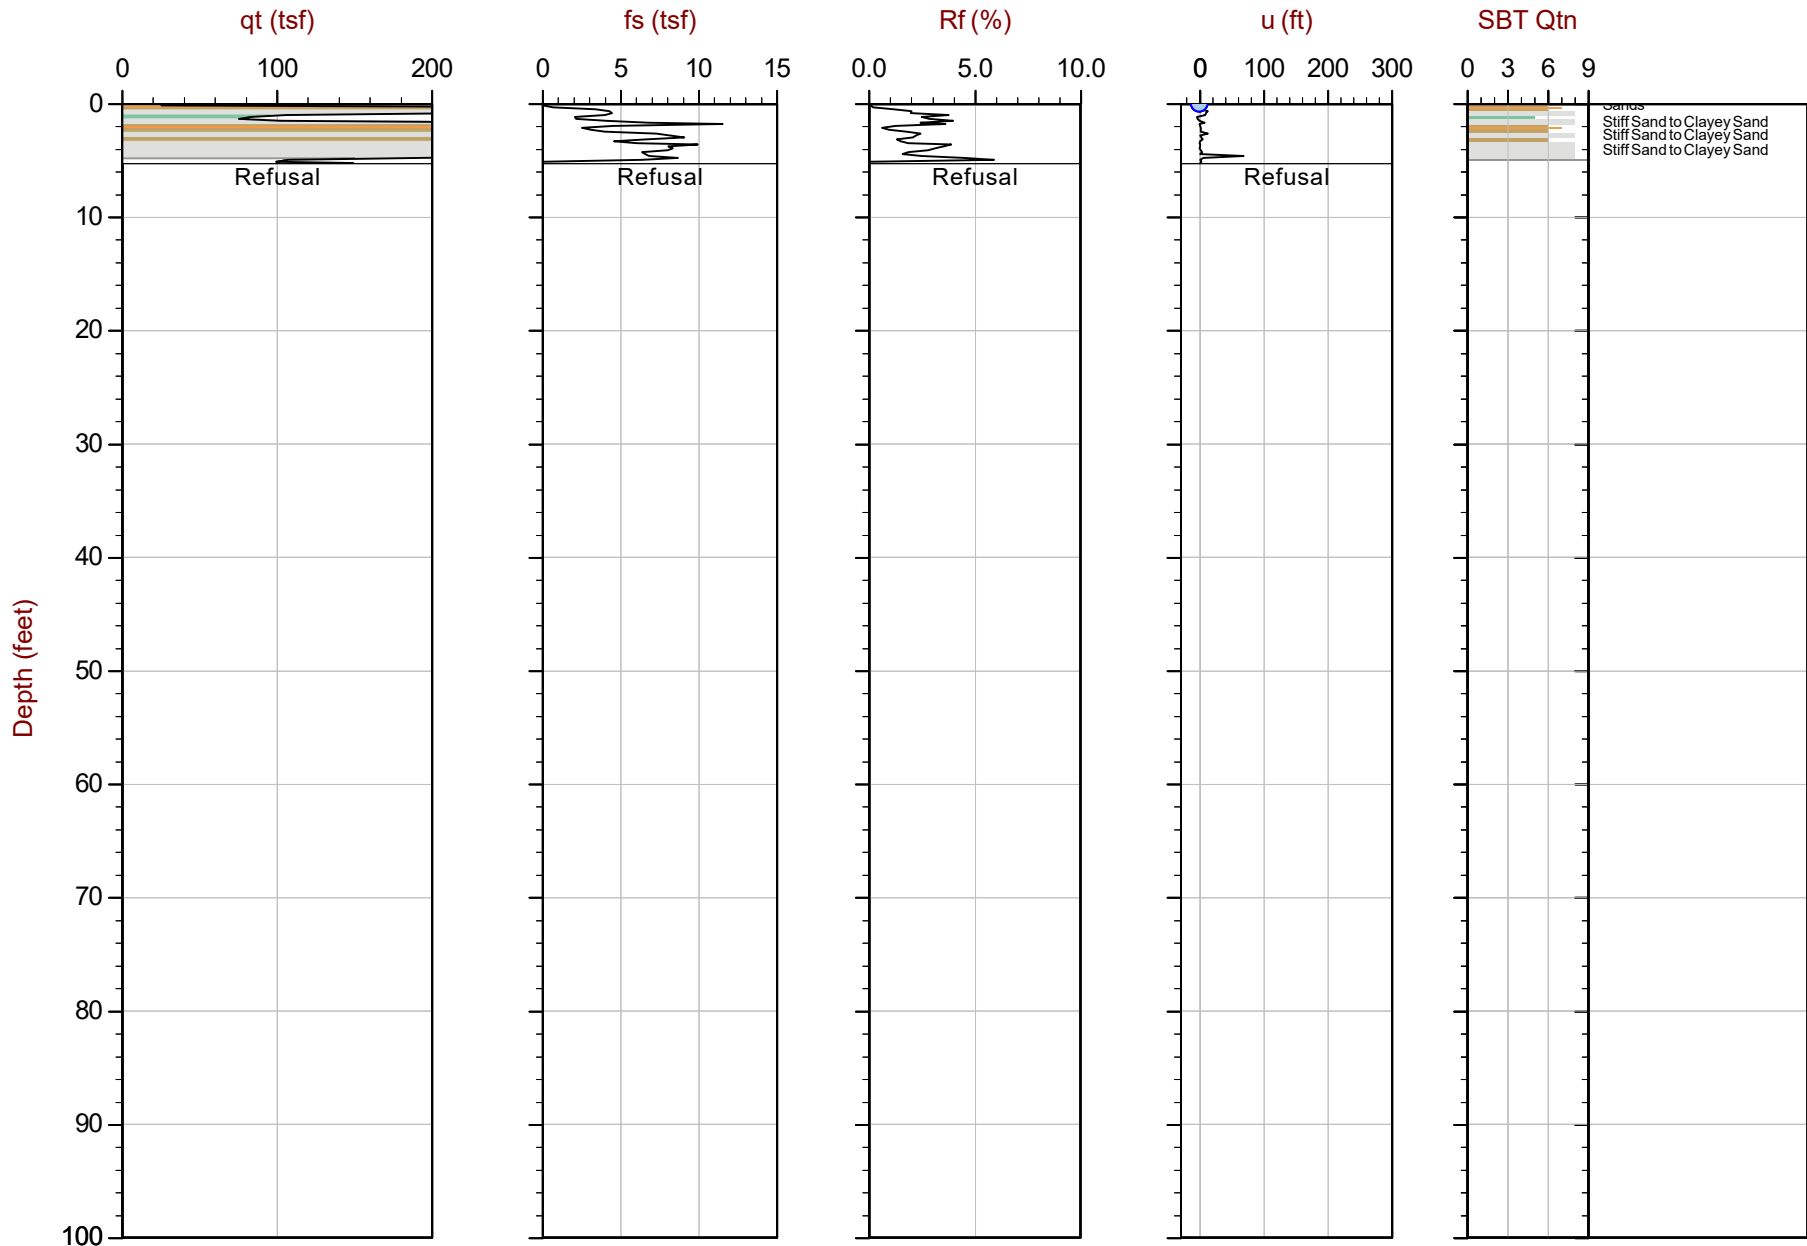 qt (tsf) fs (tsf) Rf (%) u (ft) SBT Qtn
0 100 200 0 5 10 15 0.0 5.0 10.0 0 100 200 300 0 3 6 9
0
Sands
Stiff Sand to Clayey Sand
Stiff Sand to Clayey Sand
Stiff Sand to Clayey Sand
Refusal Refusal Refusal Refusal
10
20
30
40
50
Depth (feet)
60
70
80
90
100